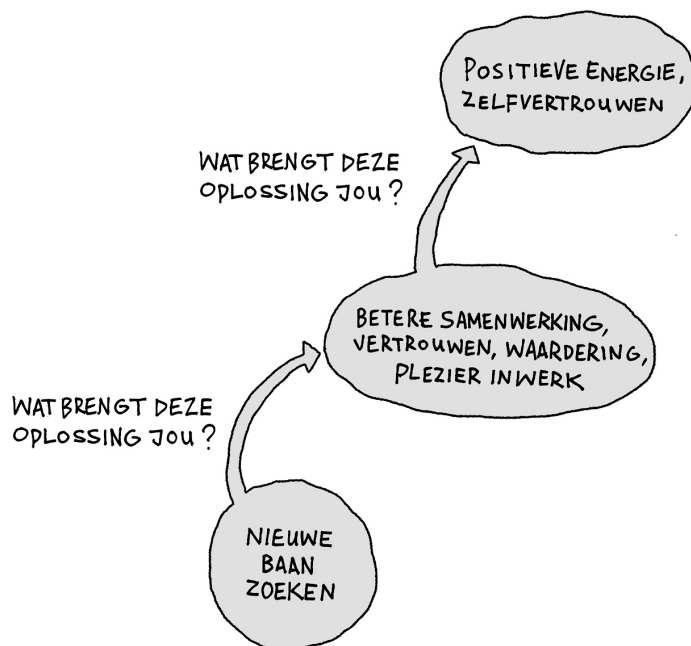 POSITIEVE ENERGIE,
ZELFVERTROUWEN
WAT BRENGT DEZE
OPLOSSING JOU?
BETERE SAMENWERKING,
VERTROUWEN, WAARDERING,
PLEZIER IN WERK
WAT BRENGT DEZE
OPLOSSING JOU?
NIEUWE
BAAN
ZOEKEN